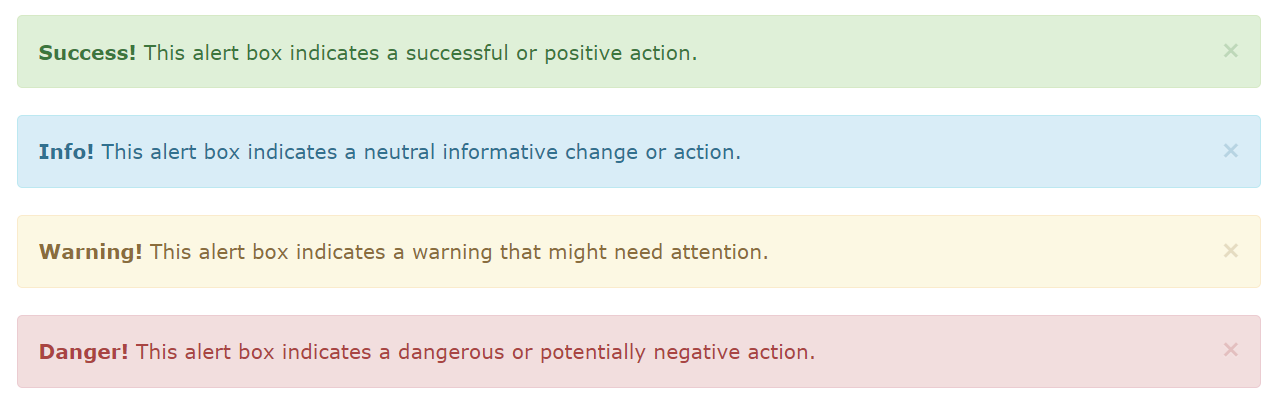 Success! This alert box indicates a successful or positive action. ×
Info! This alert box indicates a neutral informative change or action. ×
Warning! This alert box indicates a warning that might need attention. ×
Danger! This alert box indicates a dangerous or potentially negative action. ×